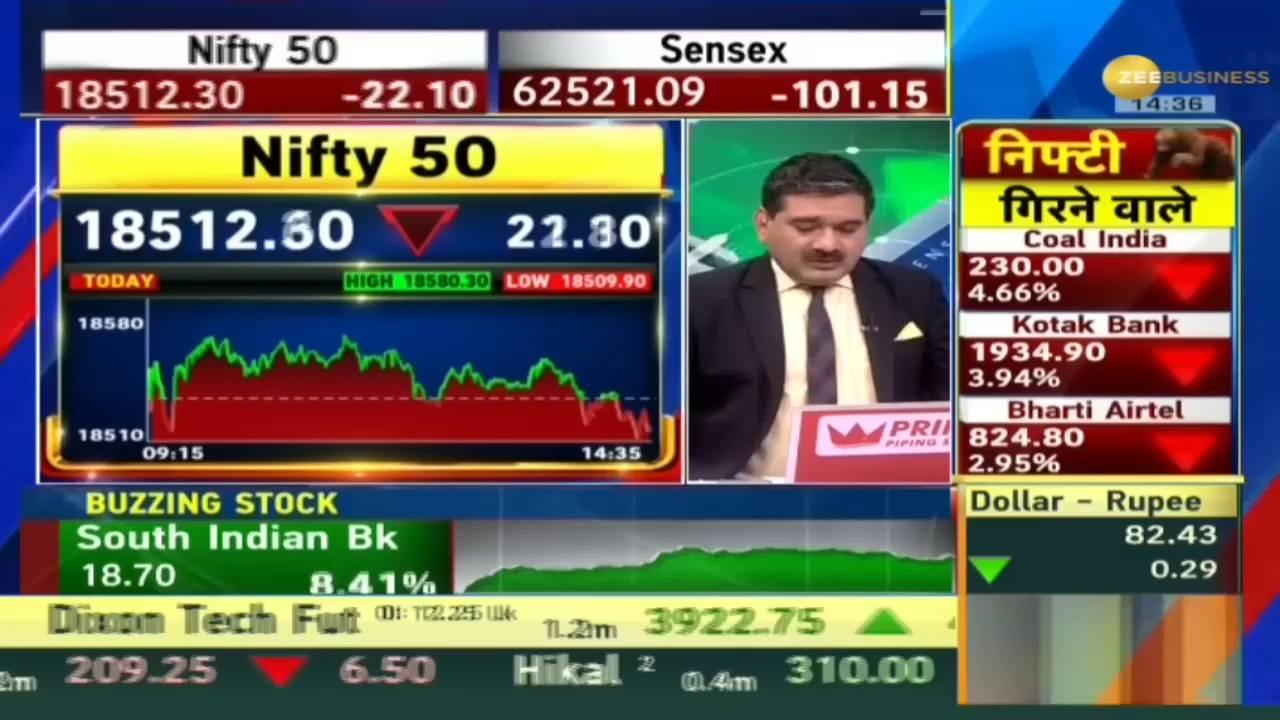 Nifty 50
18512.30 -22.10
Sensex
62521.09 -101.15
ZEEBUSINESS
14:36
Nifty 50
18512.
TODAY HIGH 18580.30 LOW 18509.90
18580
18510
09:15 14:35
PRI
PIPING S
निफ्टी
गिरने वाले
Coal India
230.00
4.66%
Kotak Bank
1934.90
3.94%
Bharti Airtel
824.80
2.95%
Dollar - Rupee
82.43
0.29
BUZZING STOCK
South Indian Bk
18.70 8.41%
Dixon Tech Fut 3922.75
209.25 6.50 Hikal 0.4m 310.00